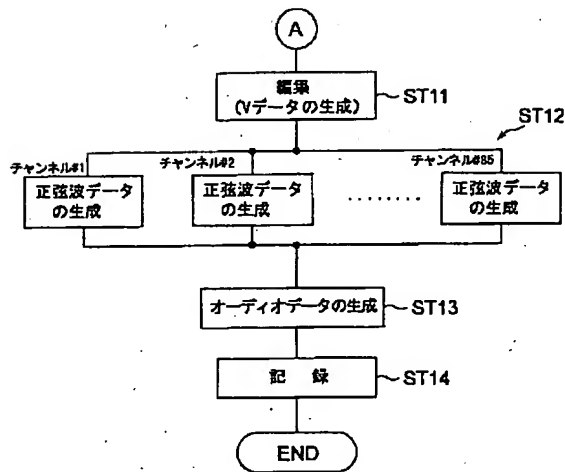 A
編集
(Vデータの生成)
ST11
ST12
チャンネル#1
チャンネル#2
チャンネル#85
正弦波データ
の生成
正弦波データ
の生成
........
正弦波データ
の生成
オーディオデータの生成
ST13
記 録
ST14
END